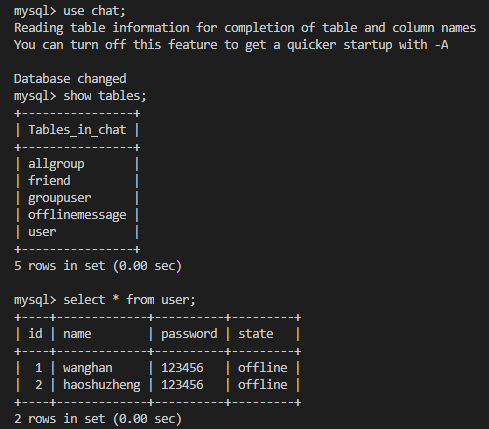 mysql> use chat;
Reading table information for completion of table and column names
You can turn off this feature to get a quicker startup with -A

Database changed
mysql> show tables;
+----------------+
| Tables_in_chat |
+----------------+
| allgroup       |
| friend         |
| groupuser      |
| offlinemessage |
| user           |
+----------------+
5 rows in set (0.00 sec)

mysql> select * from user;
+----+-------------+----------+---------+
| id | name        | password | state   |
+----+-------------+----------+---------+
|  1 | wanghan     | 123456   | offline |
|  2 | haoshuzheng | 123456   | offline |
+----+-------------+----------+---------+
2 rows in set (0.00 sec)